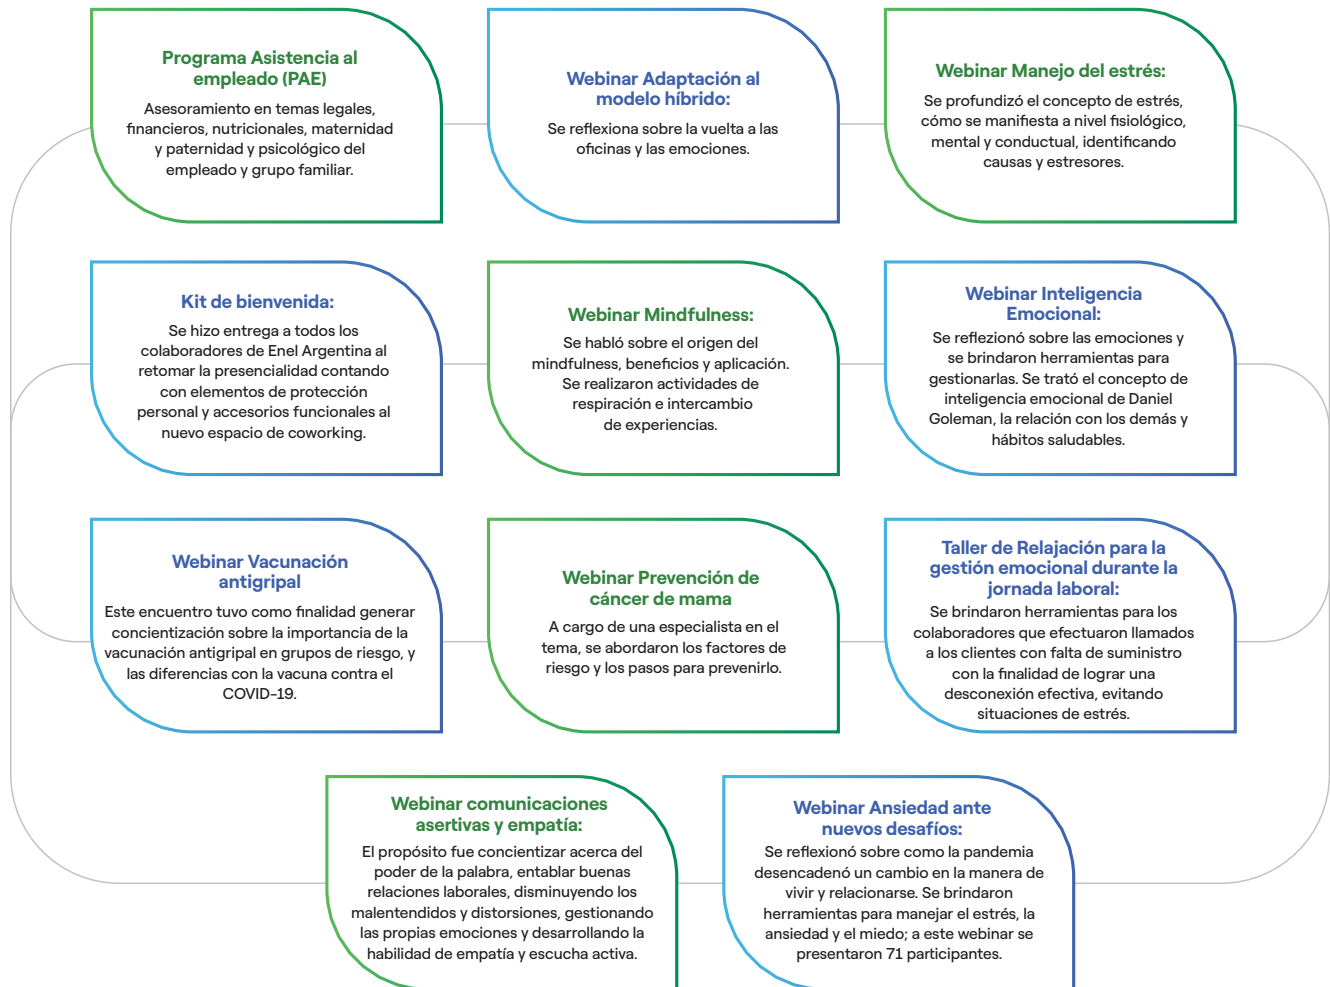 Programa Asistencia al
empleado (PAE)
Asesoramiento en temas legales,
financieros, nutricionales, maternidad
y paternidad y psicológico del
empleado y grupo familiar.
Webinar Adaptación al
modelo híbrido:
Se reflexiona sobre la vuelta a las
oficinas y las emociones.
Webinar Manejo del estrés:
Se profundizó el concepto de estrés,
cómo se manifiesta a nivel fisiológico,
mental y conductual, identificando
causas y estresores.
Kit de bienvenida:
Se hizo entrega a todos los
colaboradores de Enel Argentina al
retomar la presencialidad contando
con elementos de protección
personal y accesorios funcionales al
nuevo espacio de coworking.
Webinar Mindfulness:
Se habló sobre el origen del
mindfulness, beneficios y aplicación.
Se realizaron actividades de
respiración e intercambio
de experiencias.
Webinar Inteligencia
Emocional:
Se reflezionó sobre las emociones y
se brindaron herramientas para
gestionarlas. Se trató el concepto de
inteligencia emocional de Daniel
Goleman, la relación con los demás y
hábitos saludables.
Webinar Vacunación
antigripal
Este encuentro tuvo como finalidad generar
concientización sobre la importancia de la
vacunación antigripal en grupos de riesgo, y
las diferencias con la vacuna contra el
COVID-19.
Webinar Prevención de
cáncer de mama
A cargo de una especialista en el
tema, se abordaron los factores de
riesgo y los pasos para prevenirlo.
Taller de Relajación para la
gestión emocional durante la
jornada laboral:
Se brindaron herramientas para los
colaboradores que efectuaron llamados
a los clientes con falta de suministro
con la finalidad de lograr una
desconexión efectiva, evitando
situaciones de estrés.
Webinar comunicaciones
asertivas y empatía:
El propósito fue concientizar acerca del
poder de la palabra, entablar buenas
relaciones laborales, disminuyendo los
malentendidos y distorsiones, gestionando
las propias emociones y desarrollando la
habilidad de empatía y escucha activa.
Webinar Ansiedad ante
nuevos desafíos:
Se reflexionó sobre como la pandemia
desencadenó un cambio en la manera de
vivir y relacionarse. Se brindaron
herramientas para manejar el estrés, la
ansiedad y el miedo; a este webinar se
presentaron 71 participantes.